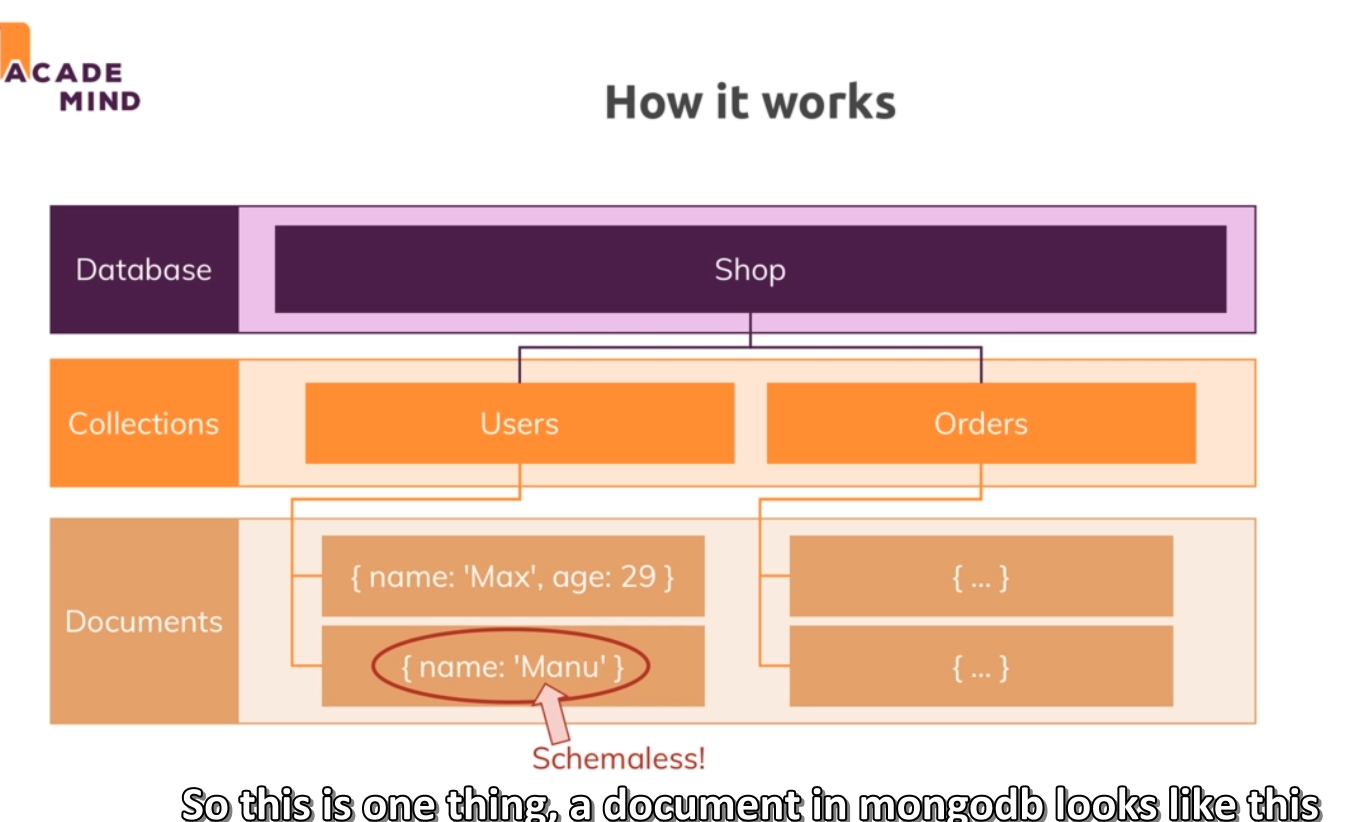 ACADE
MIND
How it works
Database
Shop
Collections
Users
Orders
Documents
{ name: 'Max', age: 29 }
{ ... }
{ name: 'Manu' }
{ ... }
Schemaless!
So this is one thing, a document in mongodb looks like this